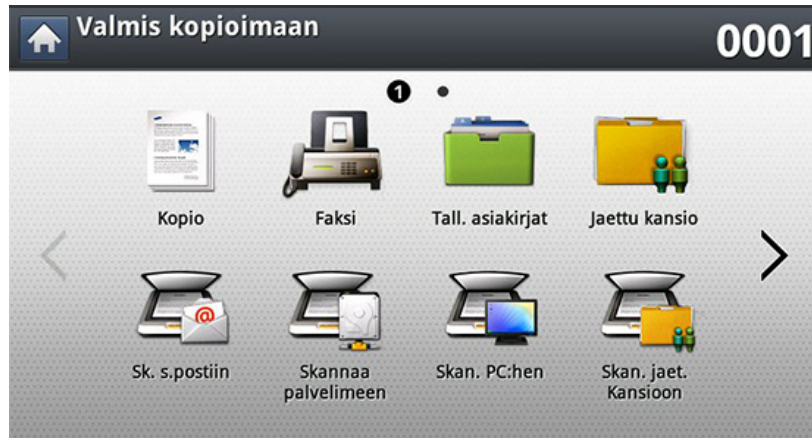 Valmis kopioimaan
0001
1
Kopio
Faksi
Tall. asiakirjat
Jaettu kansio
@
Sk. s.postiin
Skannaa
palvelimeen
Skan. PC:hen
Skan. jaet.
Kansioon